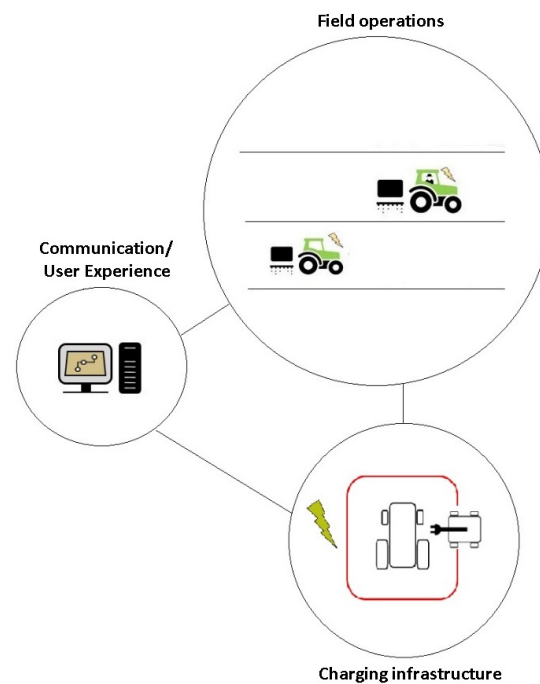 Field operations
Communication/
User Experience
Charging infrastructure